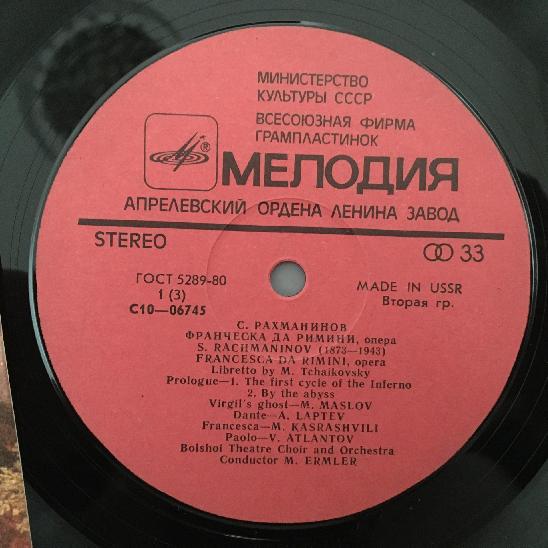 МИНИСТЕРСТВО
КУЛЬТУРЫ СССР
ВСЕСОЮЗНАЯ ФИРМА
ГРАМПЛАСТИНОК
МЕЛОДИЯ
АПРЕЛЕВСКИЙ ОРДЕНА ЛЕНИНА ЗАВОД
STEREO
33
ГОСТ 5289-80
1 (3)
С10—06745
MADE IN USSR
Вторая гр.
С. РАХМАНИНОВ
ФРАНЧЕСКА ДА РИМИНИ, опера
S. RACHMANINOV (1873—1943)
FRANCESCA DA RIMINI, opera
Libretto by M. Tchaikovsky
Prologue—1. The first cycle of the Inferno
2. By the abyss
Virgil's ghost—M. MASLOV
Dante—A. LAPTEV
Francesca—M. KASRASHVILI
Paolo—V. ATLANTOV
Bolshoi Theatre Choir and Orchestra
Conductor M. ERMLER